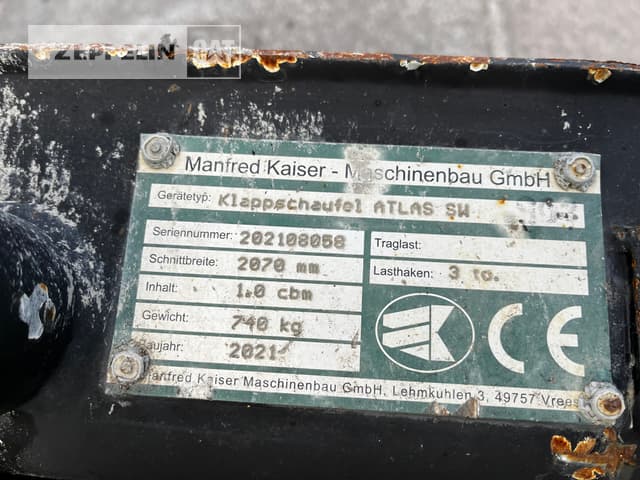 ZEPPELIN CAT
Manfred Kaiser - Maschinenbau GmbH
Gerätetyp: Klappschaufel ATLAS SW
Seriennummer: 202108058
Schnittbreite: 2070 mm
Inhalt: 1.0 cbm
Gewicht: 740 kg
Baujahr: 2021
Traglast:
Lasthaken: 3 to.
CE
Manfred Kaiser Maschinenbau GmbH, Lehmkuhlen 3, 49757 Vrees